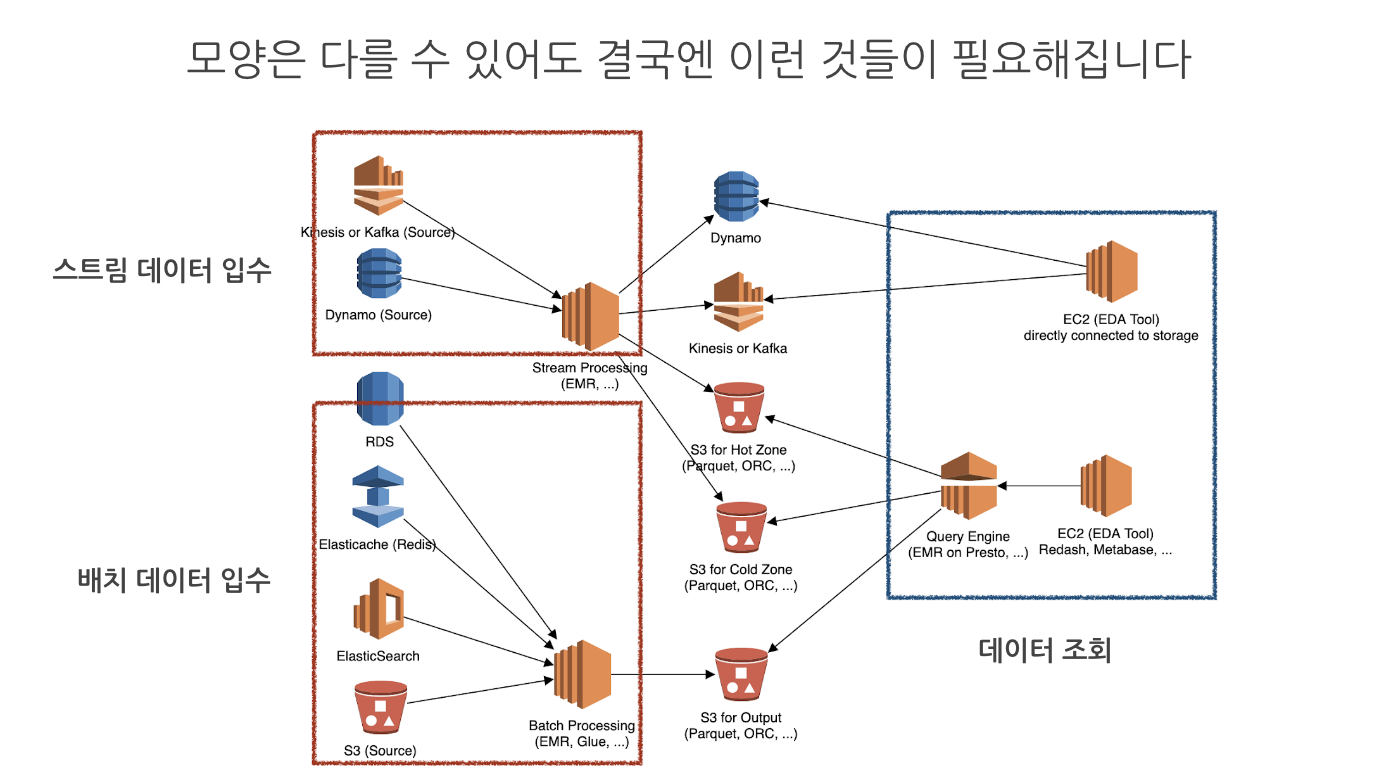 모양은 다를 수 있어도 결국엔 이런 것들이 필요해집니다
스트림 데이터 입수
Kinesis or Kafka (Source)
Dynamo (Source)
Stream Processing
(EMR, ...)
Dynamo
Kinesis or Kafka
S3 for Hot Zone
(Parquet, ORC, ...)
S3 for Cold Zone
(Parquet, ORC, ...)
배치 데이터 입수
RDS
Elasticache (Redis)
ElasticSearch
S3 (Source)
Batch Processing
(EMR, Glue, ...)
S3 for Output
(Parquet, ORC, ...)
EC2 (EDA Tool)
directly connected to storage
Query Engine
(EMR on Presto, ...)
EC2 (EDA Tool)
Redash, Metabase, ...
데이터 조회